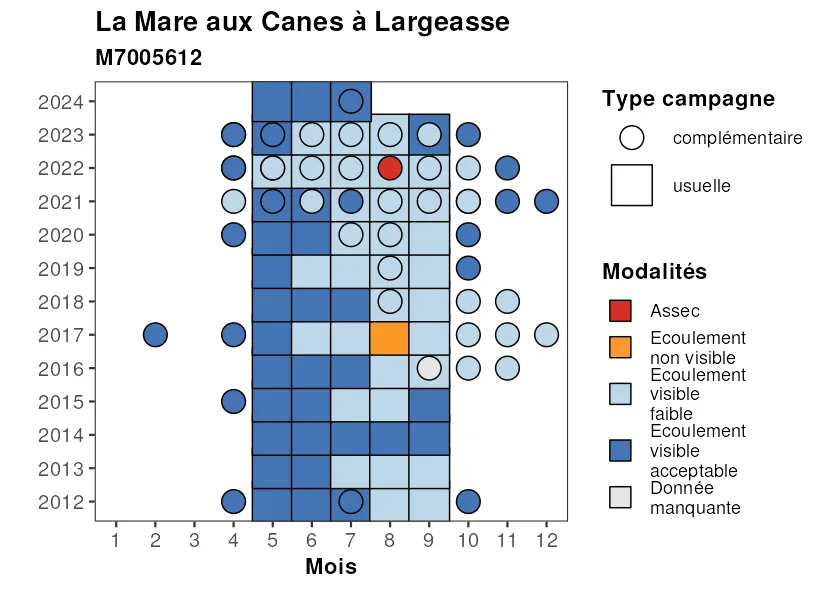 La Mare aux Canes à Largeasse
M7005612
2024
2023
2022
2021
2020
2019
2018
2017
2016
2015
2014
2013
2012
1 2 3 4 5 6 7 8 9 10 11 12
Mois
Type campagne
complémentaire
usuelle
Modalités
Assec
Ecoulement
non visible
Ecoulement
visible
faible
Ecoulement
visible
acceptable
Donnée
manquante